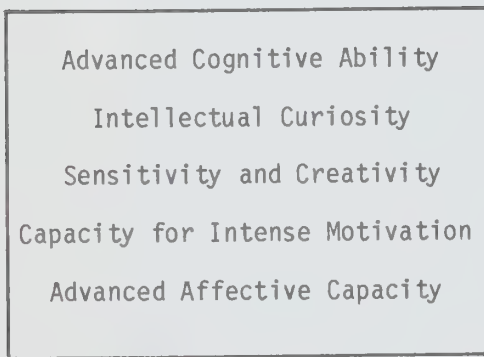 Advanced Cognitive Ability
Intellectual Curiosity
Sensitivity and Creativity
Capacity for Intense Motivation
Advanced Affective Capacity